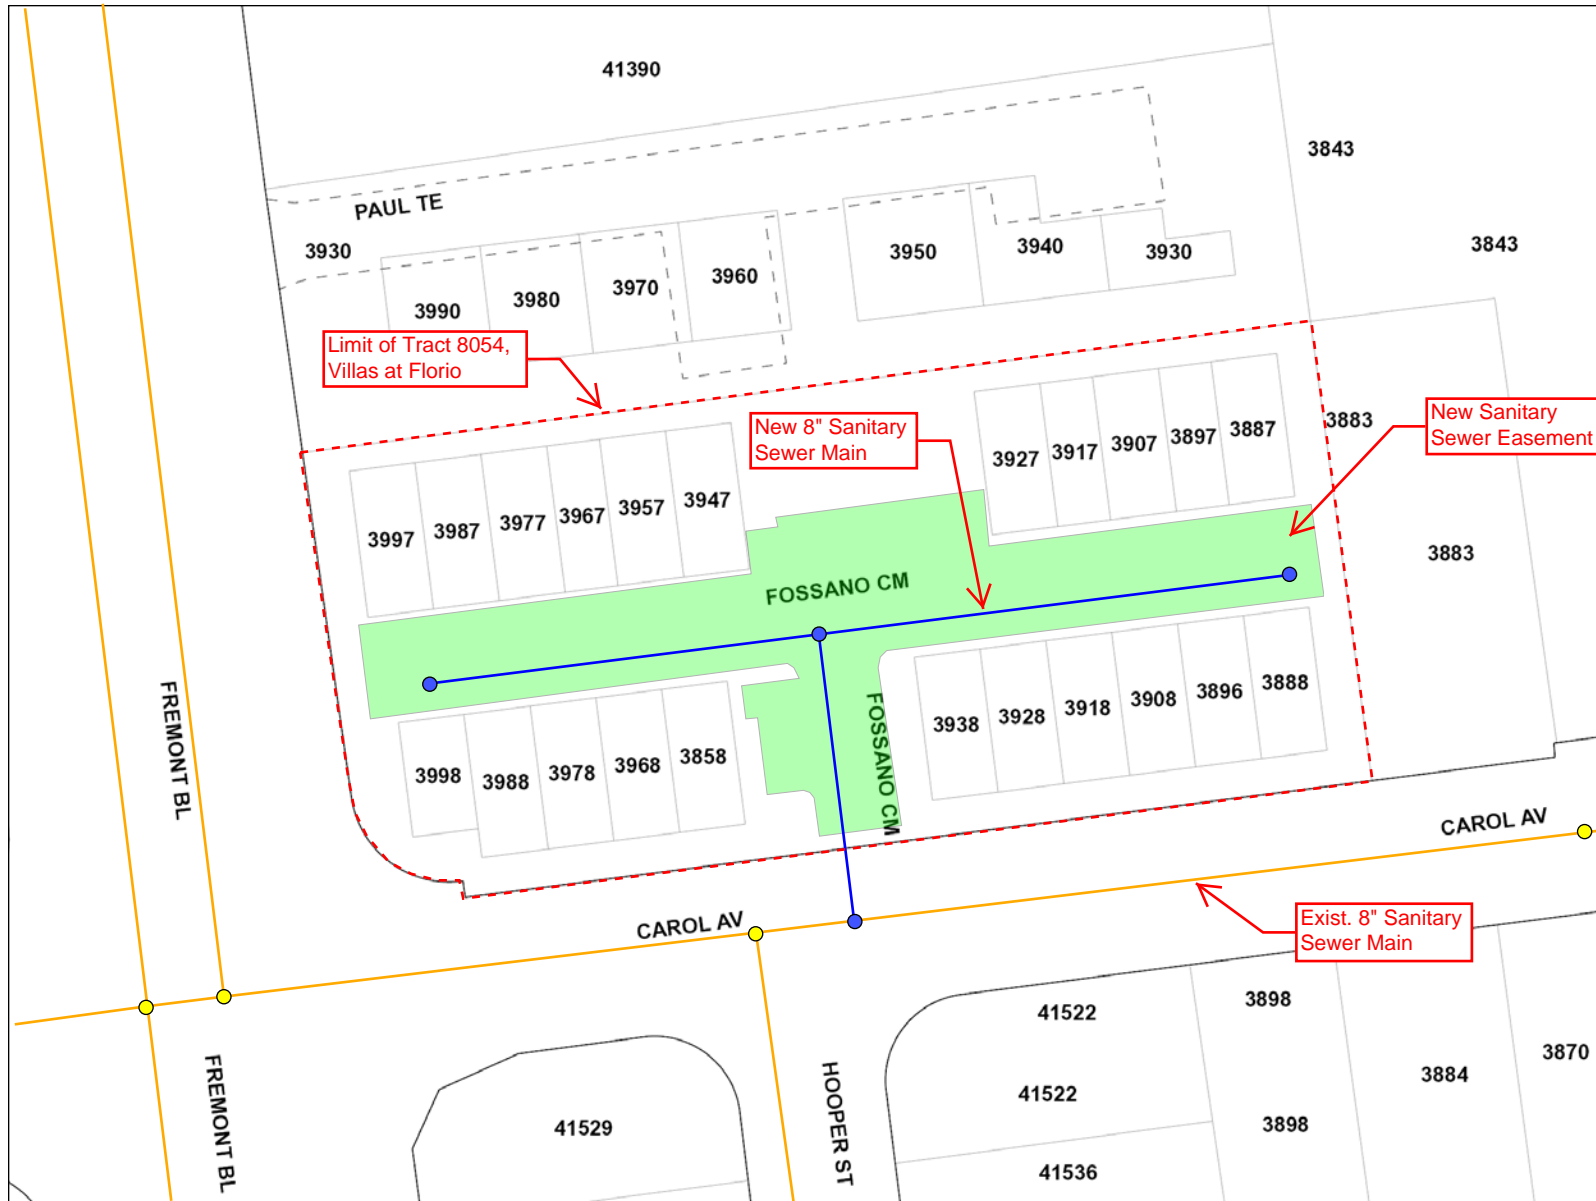 41390
3843
PAUL TE
3930
3950
3940
3930
3843
3990
3980
3970
3960
Limit of Tract 8054,
Villas at Florio
New 8" Sanitary
Sewer Main
3927
3917
3907
3897
3887
3883
New Sanitary
Sewer Easement
3997
3987
3977
3967
3957
3947
3883
FOSSANO CM
FREMONT BL
3998
3988
3978
3968
3858
FOSSANO CM
3938
3928
3918
3908
3896
3888
CAROL AV
CAROL AV
Exist. 8" Sanitary
Sewer Main
FREMONT BL
41529
HOOPER ST
41522
3898
41522
3884
3870
3898
41536